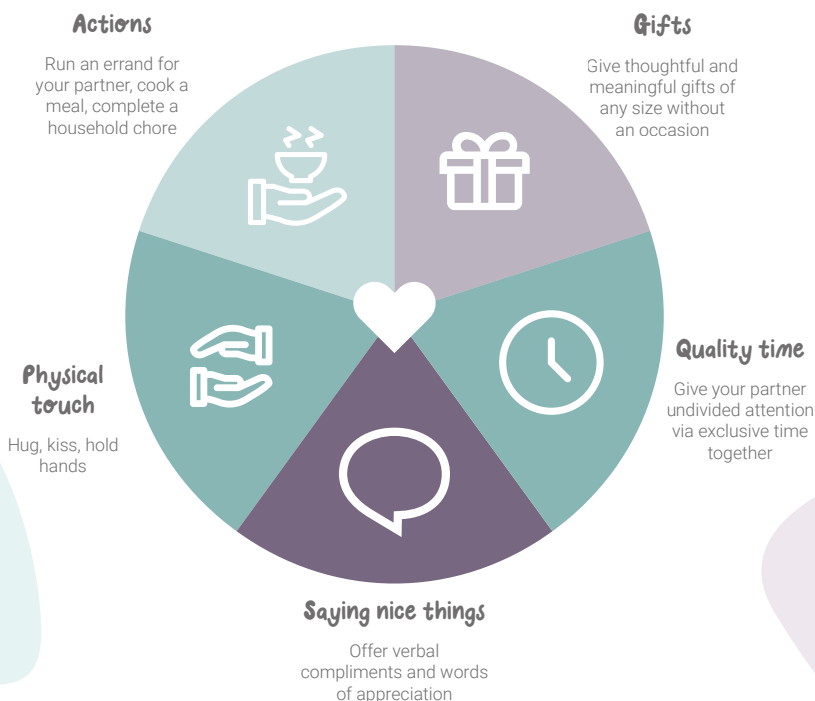 Actions
Run an errand for
your partner, cook a
meal, complete a
household chore
Gifts
Give thoughtful and
meaningful gifts of
any size without
an occasion
Quality time
Give your partner
undivided attention
via exclusive time
together
Physical
touch
Hug, kiss, hold
hands
Saying nice things
Offer verbal
compliments and words
of appreciation